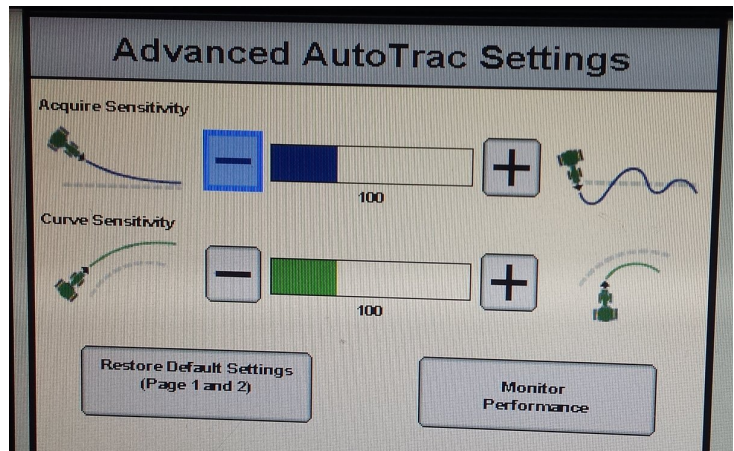 Advanced AutoTrac Settings
Acquire Sensitivity
100
Curve Sensitivity
100
Restore Default Settings
(Page 1 and 2)
Monitor
Performance